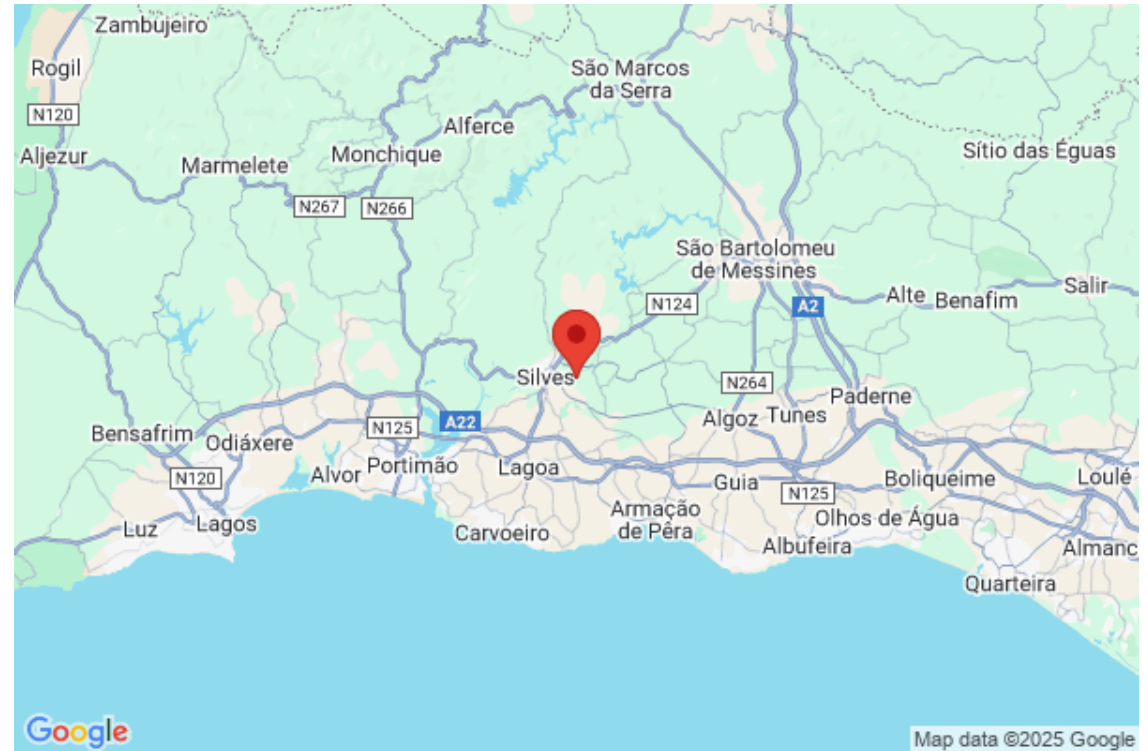 Zambujeiro
Rogil
São Marcos
da Serra
N120
Alferce
Aljezur
Marmelete
Monchique
Sítio das Éguas
N267
N266
São Bartolomeu
de Messines
Salir
N124
A2
Alte
Benafim
Silves
N264
Paderne
A22
Algoz
Tunes
Bensafrim
Odiáxere
N125
N120
Alvor
Portimão
Lagoa
Guia
N125
Boliqueime
Loulé
Luz
Lagos
Carvoeiro
Armação
de Pêra
Olhos de Água
Albufeira
Almanc
Quarteira
Google
Map data ©2025 Google